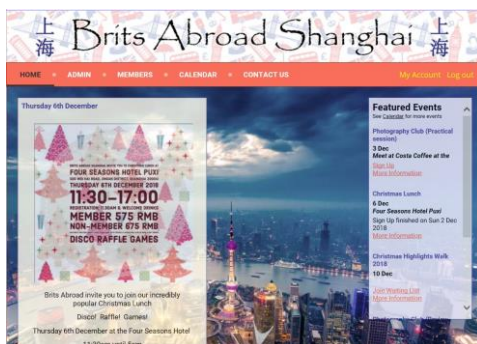 上海
Brits Abroad Shanghai
上海
HOME
ADMIN
MEMBERS
CALENDAR
CONTACT US
My Account Log out
Thursday 6th December
FOUR SEASONS HOTEL PUXI
THURSDAY 6TH DECEMBER 2018
11:30-17:00
MEMBER 575 RMB
NON-MEMBER 675 RMB
DISCO RAFFLE GAMES
Brits Abroad invite you to join our incredibly
popular Christmas Lunch
Disco! Raffle! Games!
Thursday 6th December at the Four Seasons Hotel
Featured Events
See Calendar for more events
Photography Club (Practical
session)
3 Dec
Meet at Costa Coffee at the
Sign Up
More Information
Christmas Lunch
6 Dec
Four Seasons Hotel Puxi
Sign Up finished on Sun 2 Dec
2018
More Information
Christmas Highlights Walk
2018
10 Dec
Join Waiting List
More Information